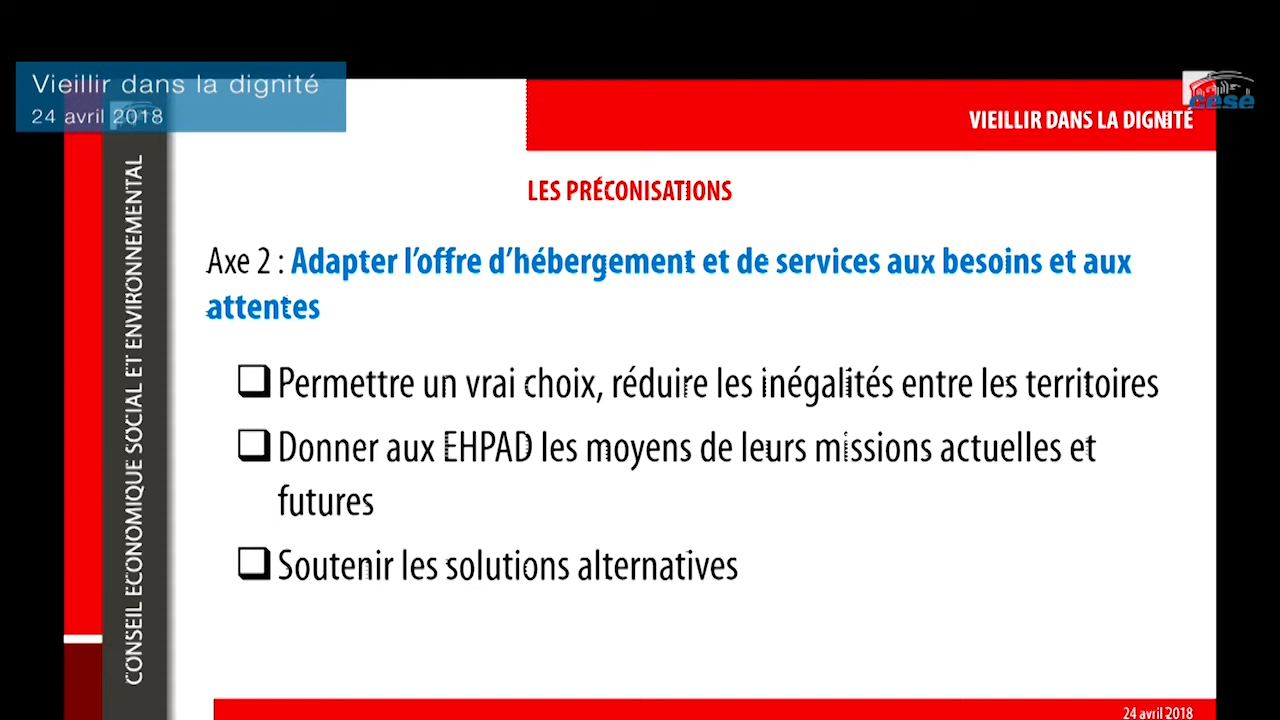 Vieillir dans la dignité
24 avril 2018
cese
VIEILLIR DANS LA DIGNITÉ
CONSEIL ECONOMIQUE SOCIAL ET ENVIRONNEMENTAL
LES PRÉCONISATIONS
Axe 2 : Adapter l’offre d’hébergement et de services aux besoins et aux
attentes
Permettre un vrai choix, réduire les inégalités entre les territoires
Donner aux EHPAD les moyens de leurs missions actuelles et
futures
Soutenir les solutions alternatives
24 avril 2018